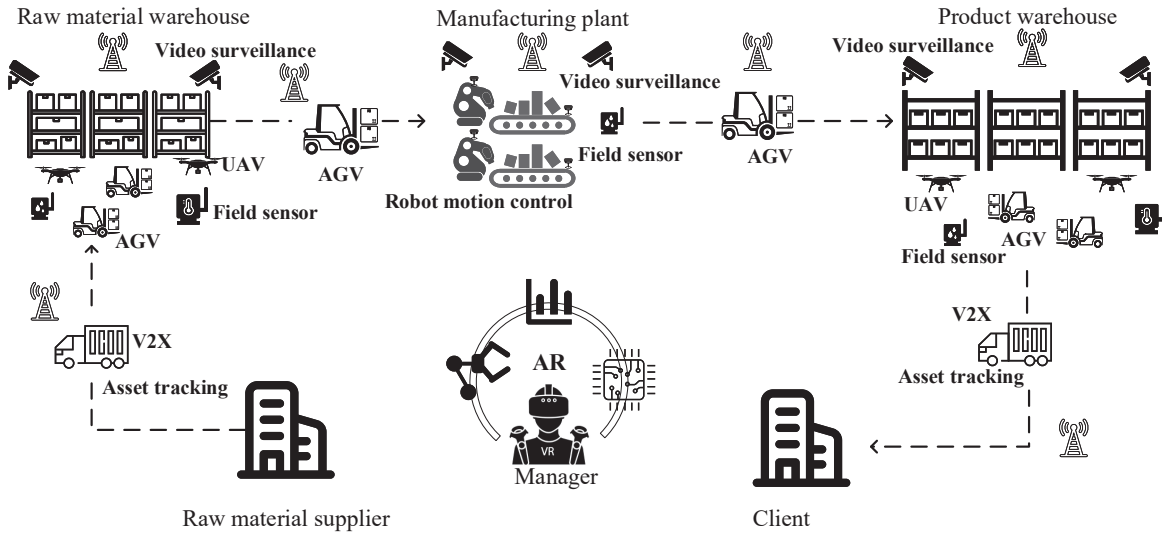 Raw material warehouse
Manufacturing plant
Product warehouse
Video surveillance
Video surveillance
Video surveillance
UAV
AGV
Field sensor
AGV
Robot motion control
Field sensor
AGV
UAV
AGV
Field sensor
V2X
Asset tracking
AR
VR
Manager
V2X
Asset tracking
Raw material supplier
Client